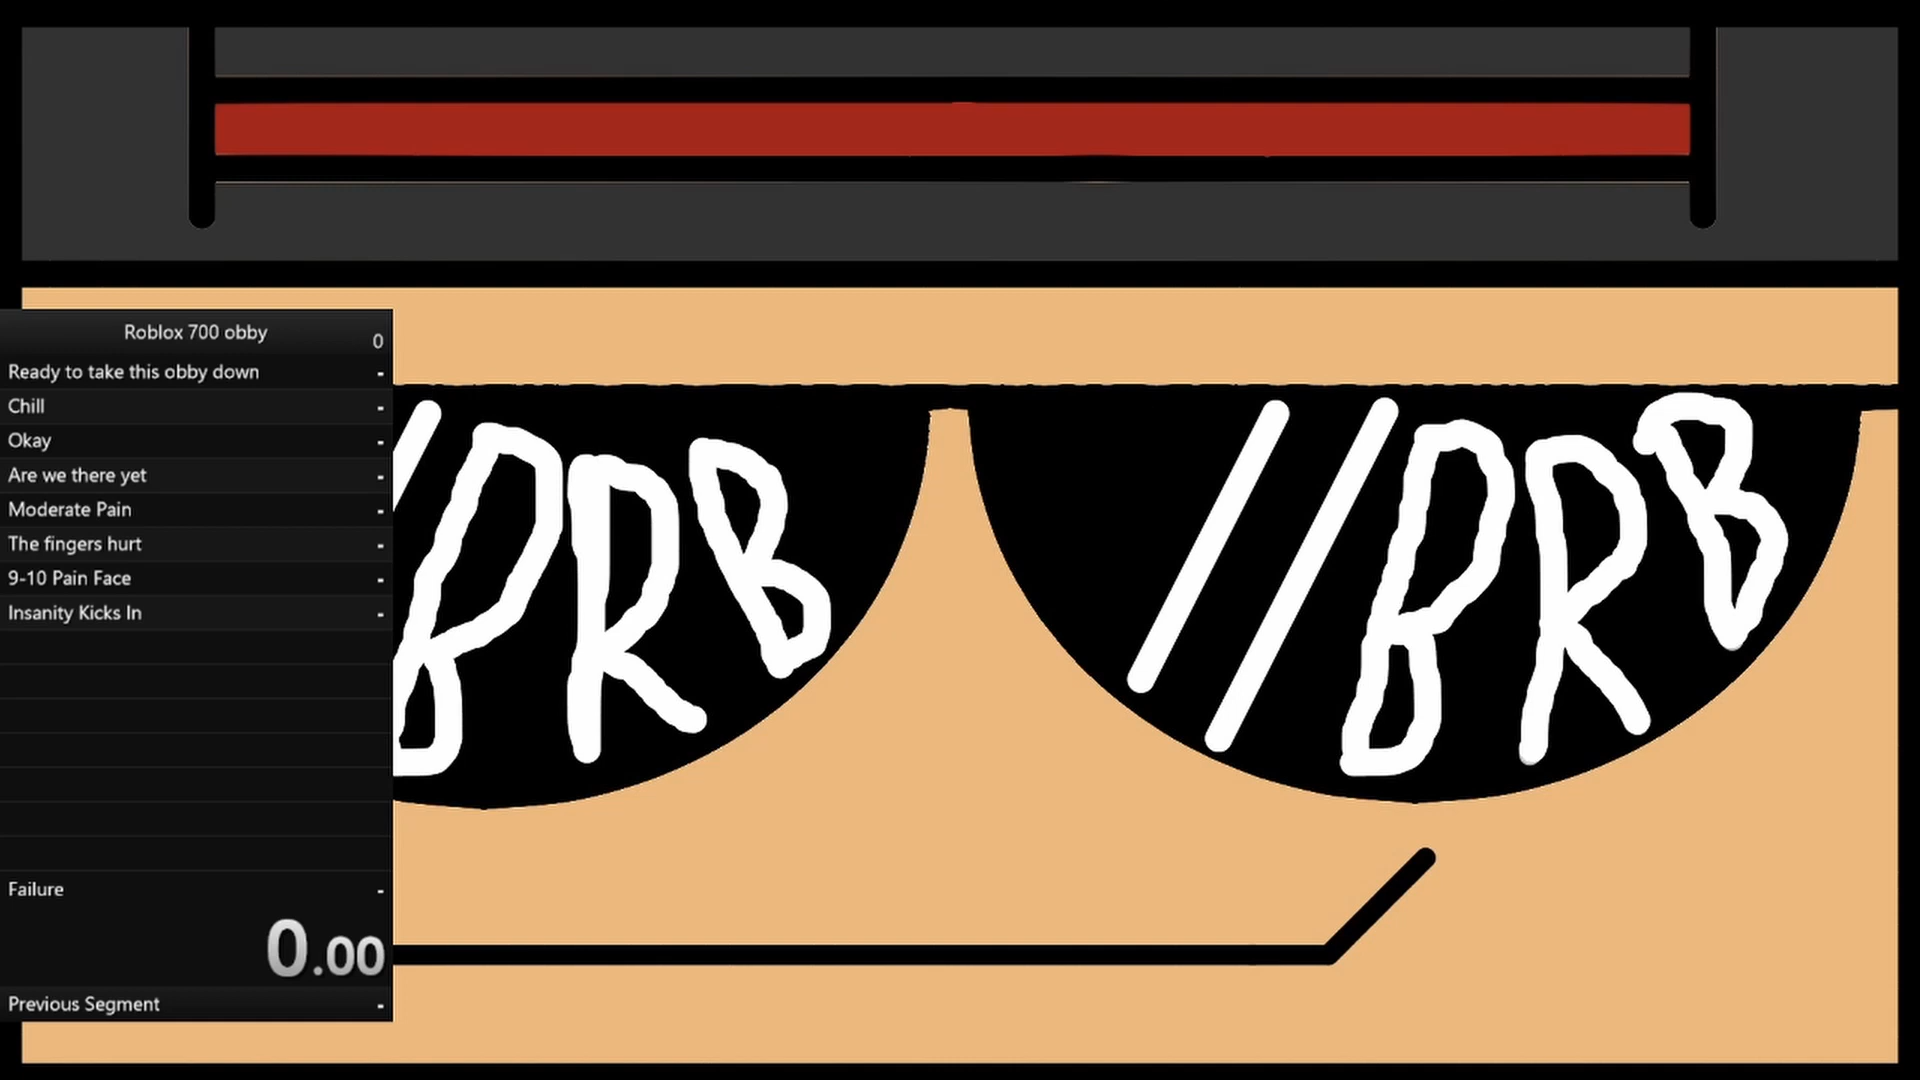 Roblox 700 obby 0
Ready to take this obby down -
Chill -
Okay -
Are we there yet -
Moderate Pain -
The fingers hurt -
9-10 Pain Face -
Insanity Kicks In -
Failure -
0.00
Previous Segment -
/BRB
//BRB